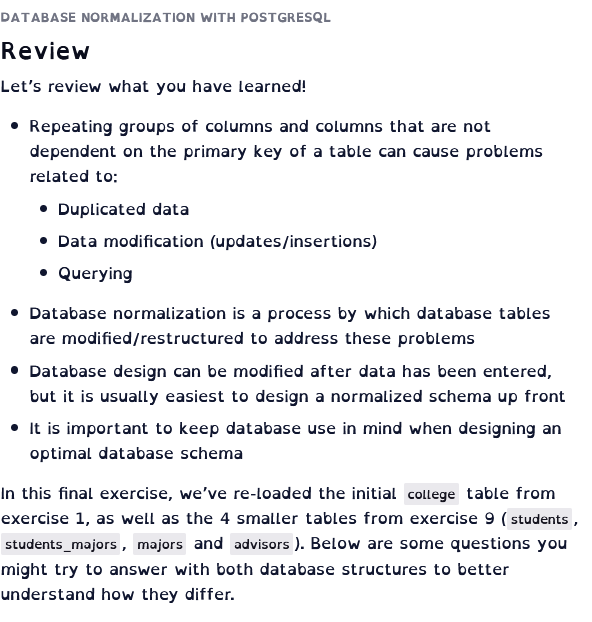 DATABASE NORMALIZATION WITH POSTGRESQL
Review
Let's review what you have learned!
• Repeating groups of columns and columns that are not
dependent on the primary key of a table can cause problems
related to:
• Duplicated data
• Data modification (updates/insertions)
• Querying
• Database normalization is a process by which database tables
are modified/restructured to address these problems
• Database design can be modified after data has been entered,
but it is usually easiest to design a normalized schema up front
• It is important to keep database use in mind when designing an
optimal database schema
In this final exercise, we've re-loaded the initial college table from
exercise 1, as well as the 4 smaller tables from exercise 9 (students,
students_majors, majors and advisors). Below are some questions you
might try to answer with both database structures to better
understand how they differ.